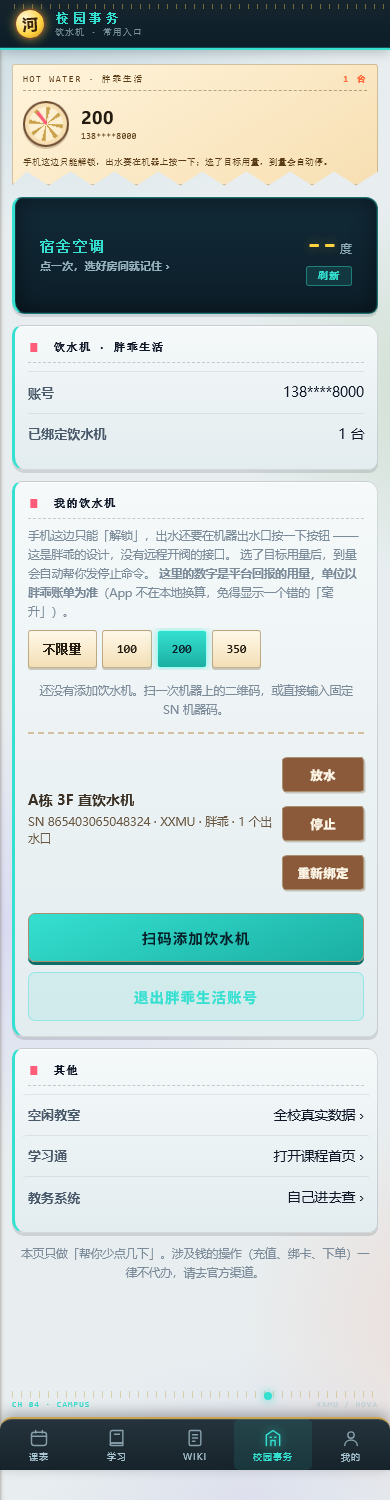 河
校园事务
饮水机 · 常用入口
HOT WATER · 胖乖生活
1 台
200
138****8000
手机这边只能解锁，出水要在机器上按一下；选了目标用量，到量会自动停。
宿舍空调
点一次，选好房间就记住 ›
-- 度
刷新
饮水机 · 胖乖生活
账号
138****8000
已绑定饮水机
1 台
我的饮水机
手机这边只能「解锁」，出水还要在机器出水口按一下按钮 ——
这是胖乖的设计，没有远程开阀的接口。 选了目标用量后，到量
会自动帮你发停止命令。 这里的数字是平台回报的用量，单位以
胖乖账单为准（App 不在本地换算，免得显示一个错的「毫
升」）。
不限量
100
200
350
还没有添加饮水机。扫一次机器上的二维码，或直接输入固定
SN 机器码。
A栋 3F 直饮水机
SN 865403065048324 · XXMU · 胖乖 · 1 个出
水口
放水
停止
重新绑定
扫码添加饮水机
退出胖乖生活账号
其他
空闲教室
全校真实数据 ›
学习通
打开课程首页 ›
教务系统
自己进去查 ›
本页只做「帮你少点几下」。涉及钱的操作（充值、绑卡、下单）一
律不代办，请去官方渠道。
CH 04 · CAMPUS
XXMU / NOVA
课表
学习
WIKI
校园事务
我的